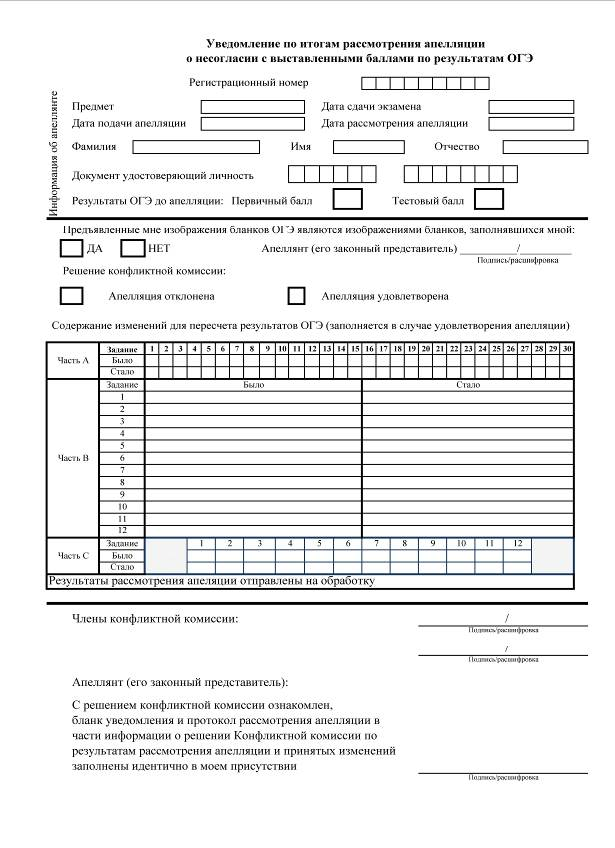 Уведомление по итогам рассмотрения апелляции
о несогласии с выставленными баллами по результатам ОГЭ
Регистрационный номер
Информация об апеллянте
Предмет Дата сдачи экзамена
Дата подачи апелляции Дата рассмотрения апелляции
Фамилия Имя Отчество
Документ удостоверяющий личность
Результаты ОГЭ до апелляции: Первичный балл Тестовый балл
Предъявленные мне изображения бланков ОГЭ являются изображениями бланков, заполнявшихся мной:
ДА НЕТ Апеллянт (его законный представитель) ________/________
Подпись/расшифровка
Решение конфликтной комиссии:
Апелляция отклонена Апелляция удовлетворена
Содержание изменений для пересчета результатов ОГЭ (заполняется в случае удовлетворения апелляции)
Часть А
Задание 1 2 3 4 5 6 7 8 9 10 11 12 13 14 15 16 17 18 19 20 21 22 23 24 25 26 27 28 29 30
Было
Стало
Часть В
Задание Было Стало
1
2
3
4
5
6
7
8
9
10
11
12
Часть С
Задание 1 2 3 4 5 6 7 8 9 10 11 12
Было
Стало
Результаты рассмотрения апеляции отправлены на обработку
Члены конфликтной комиссии: /
Подпись/расшифровка
/
Подпись/расшифровка
Апеллянт (его законный представитель):
С решением конфликтной комиссии ознакомлен,
бланк уведомления и протокол рассмотрения апелляции в
части информации о решении Конфликтной комиссии по
результатам рассмотрения апелляции и принятых изменений
заполнены идентично в моем присутствии
Подпись/расшифровка